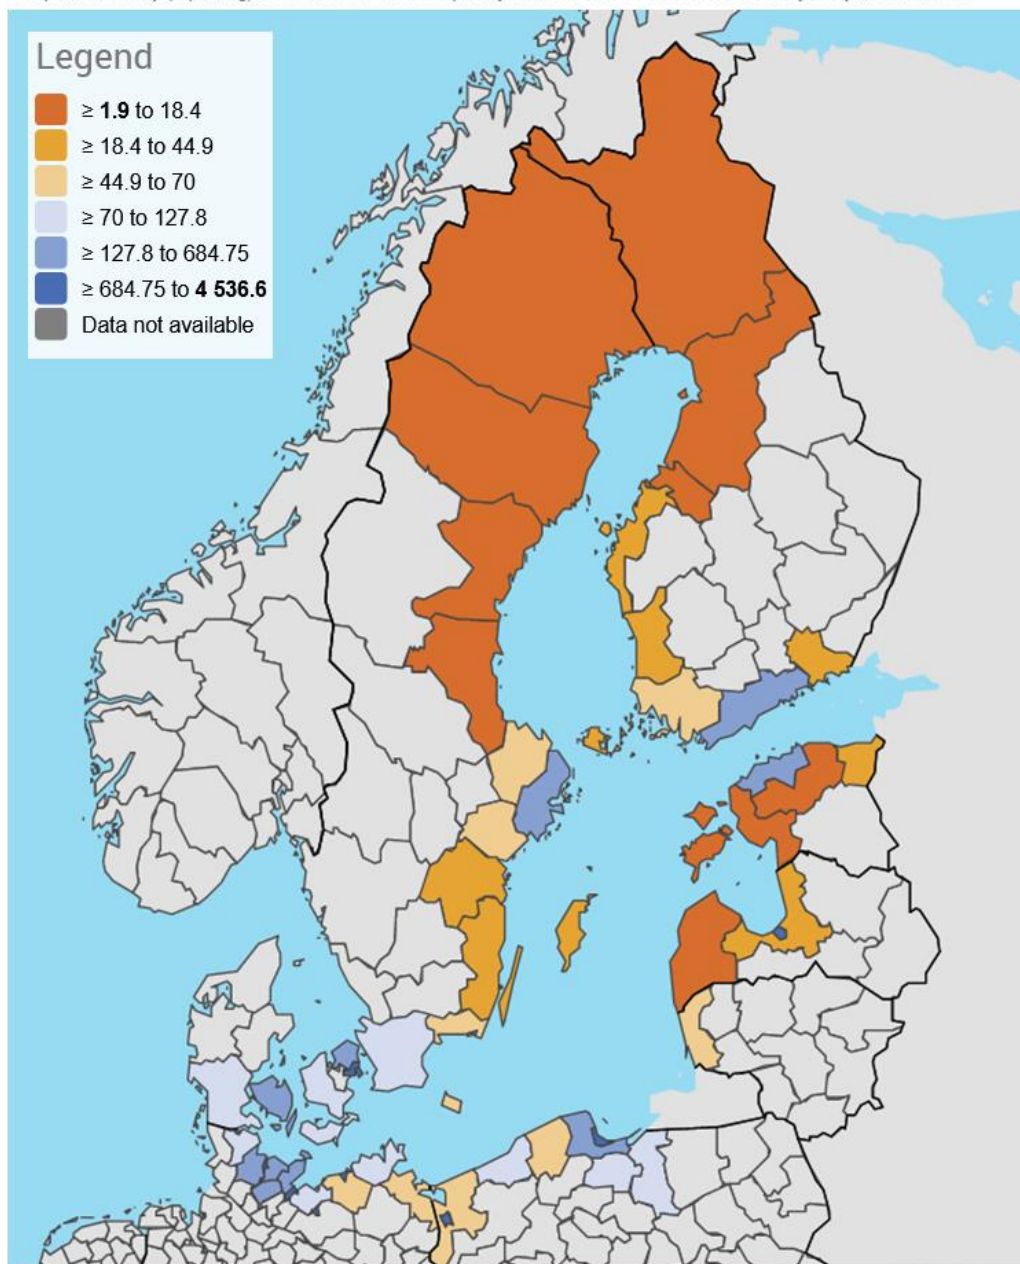 Legend
≥ 1.9 to 18.4
≥ 18.4 to 44.9
≥ 44.9 to 70
≥ 70 to 127.8
≥ 127.8 to 684.75
≥ 684.75 to 4 536.6
Data not available